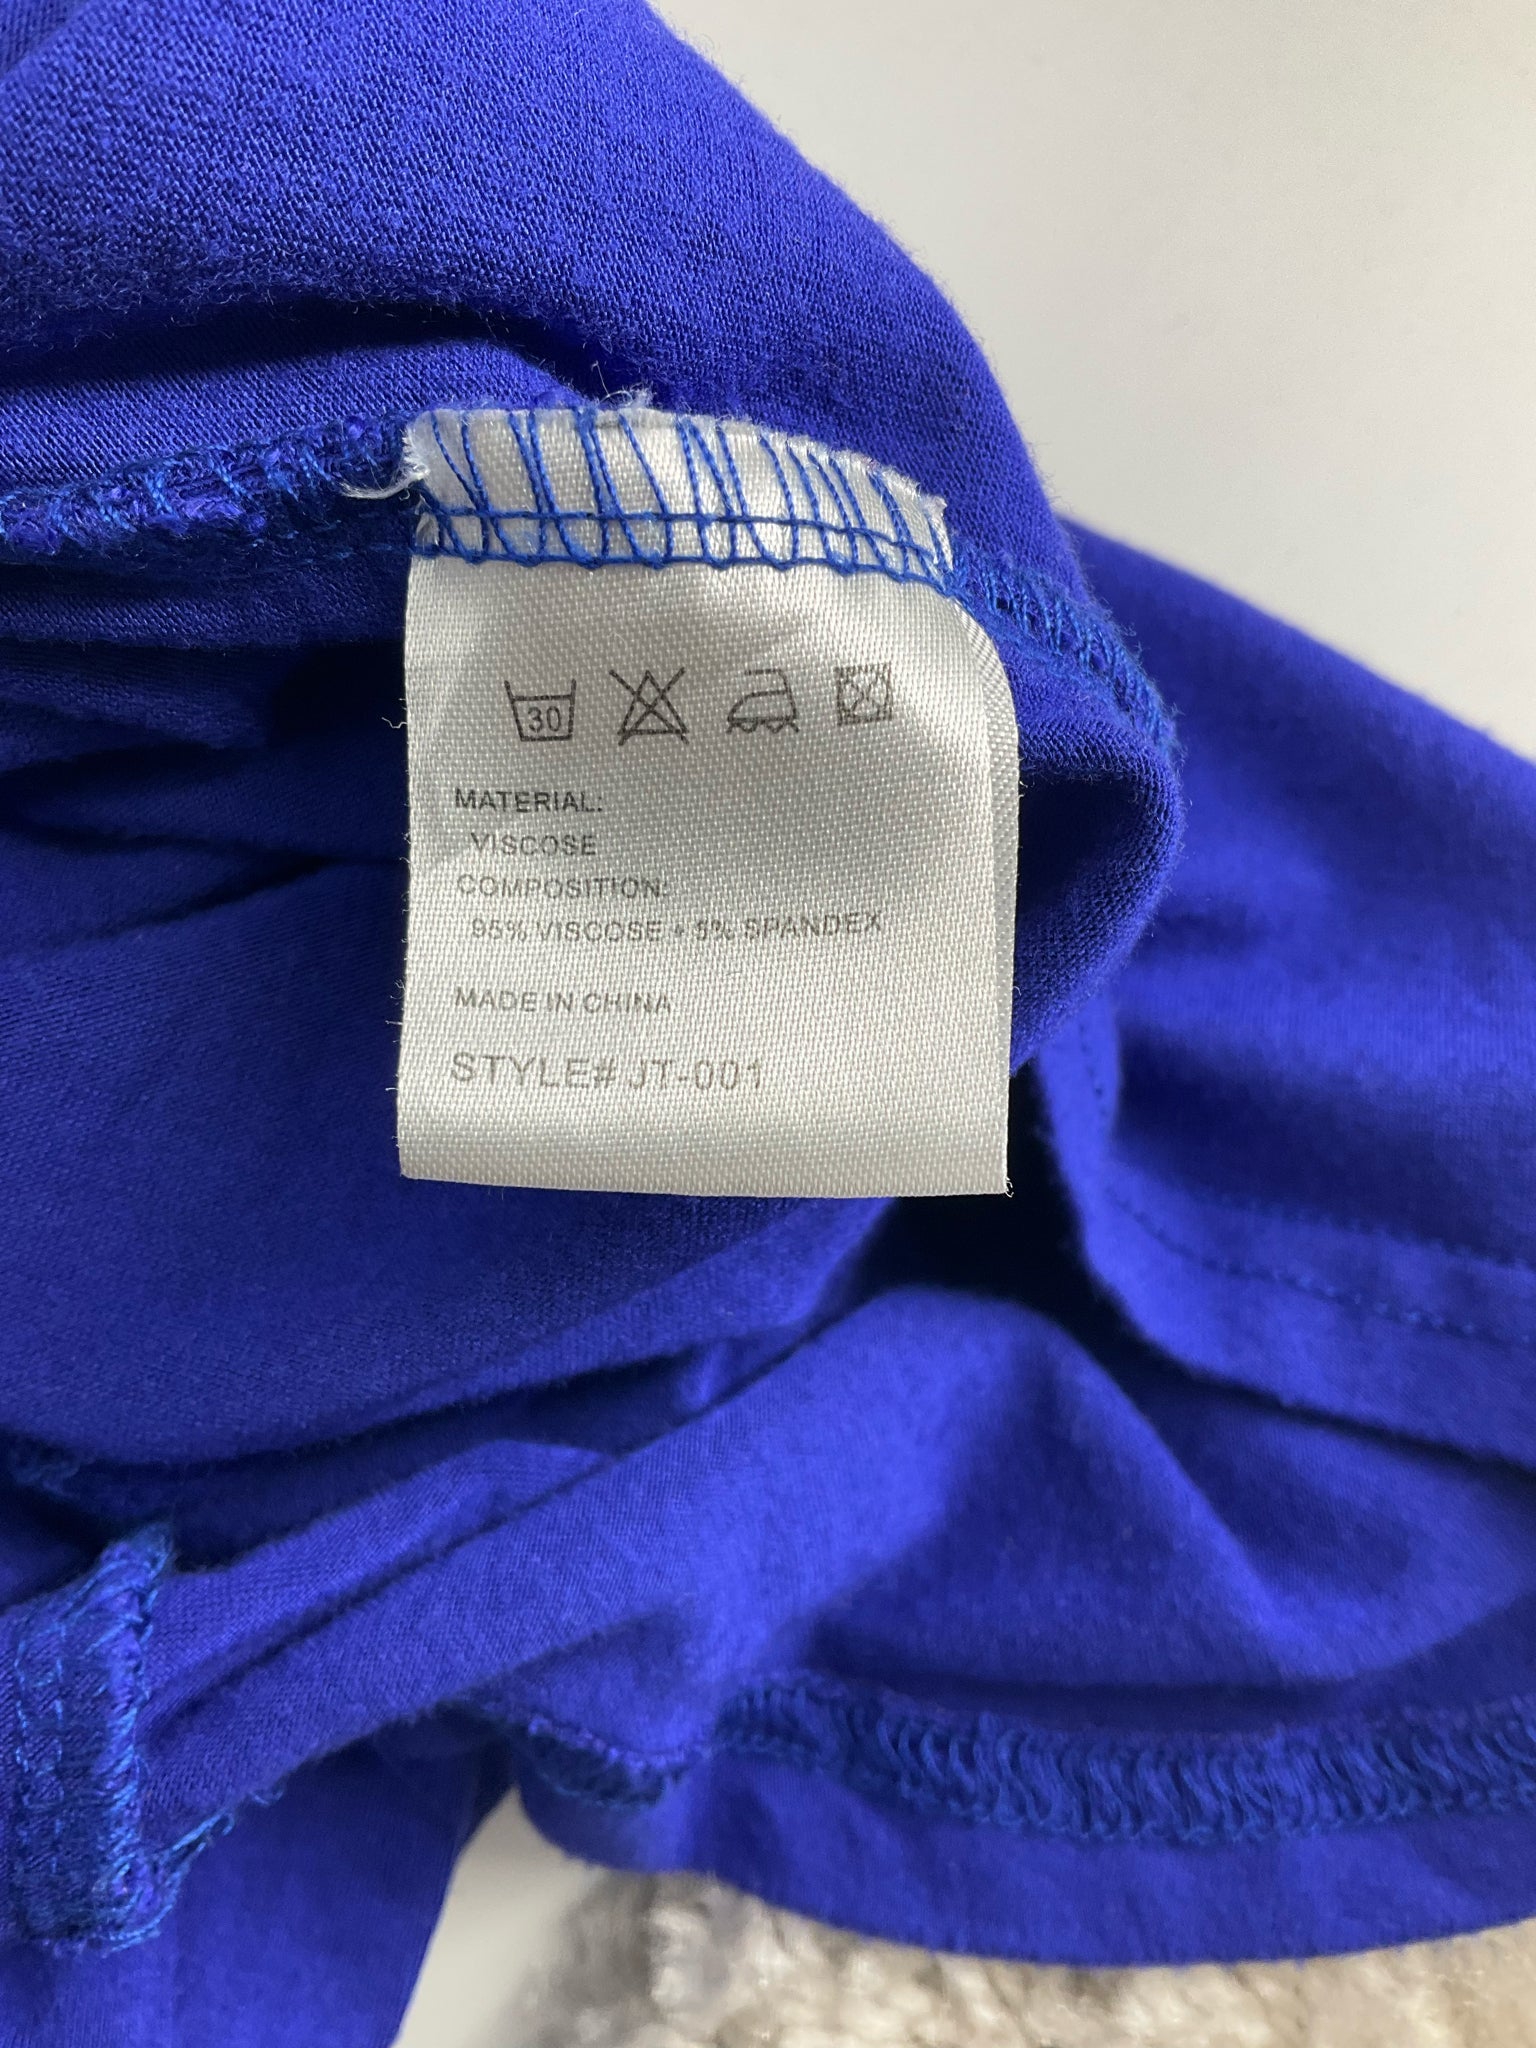 30
MATERIAL:
VISCOSE
COMPOSITION:
95% VISCOSE + 5% SPANDEX
MADE IN CHINA
STYLE# JT-001